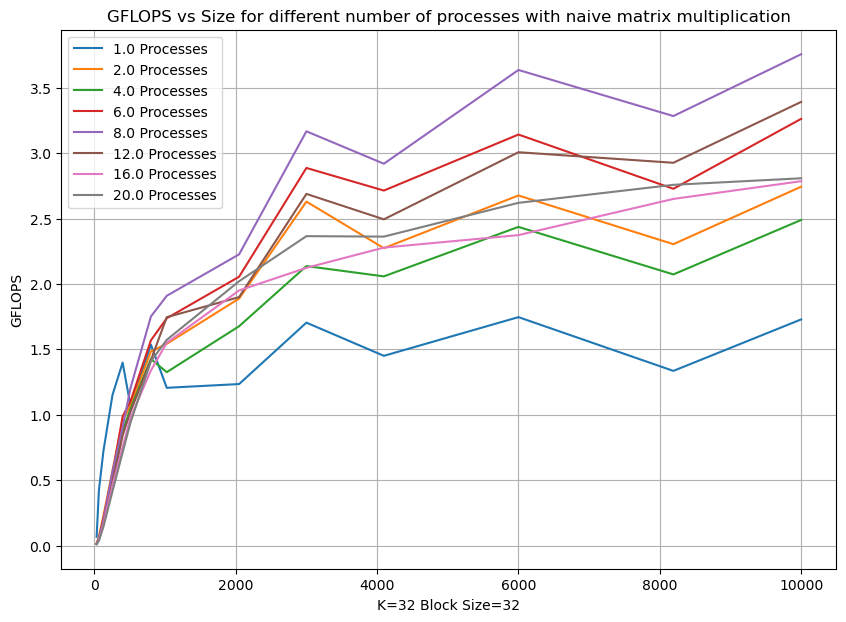 GFLOPS vs Size for different number of processes with naive matrix multiplication
1.0 Processes
2.0 Processes
4.0 Processes
6.0 Processes
8.0 Processes
12.0 Processes
16.0 Processes
20.0 Processes
GFLOPS
3.5
3.0
2.5
2.0
1.5
1.0
0.5
0.0
0 2000 4000 6000 8000 10000
K=32 Block Size=32